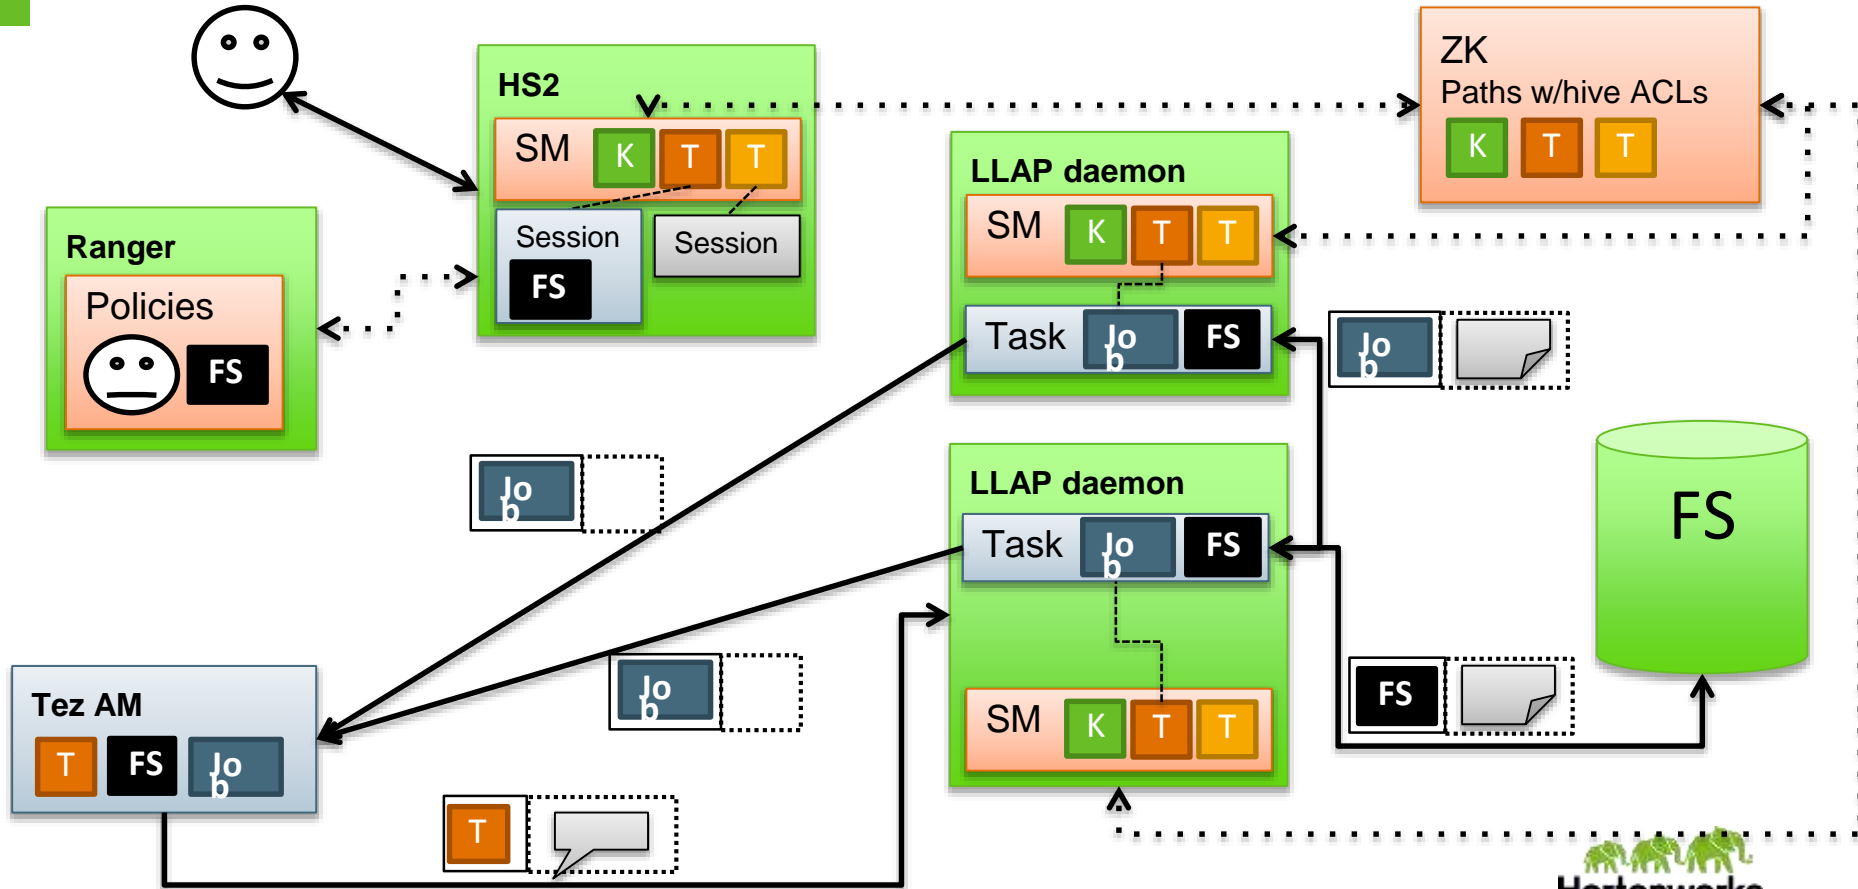 HS2
SM K T T
Session
FS
Session
ZK
Paths w/hive ACLs
K T T
Ranger
Policies
FS
LLAP daemon
SM K T T
Task Jo
b
FS
Jo
b
LLAP daemon
Task Jo
b
FS
SM K T T
FS
Jo
b
Jo
b
FS
Tez AM
T FS Jo
b
T
Hortonworks